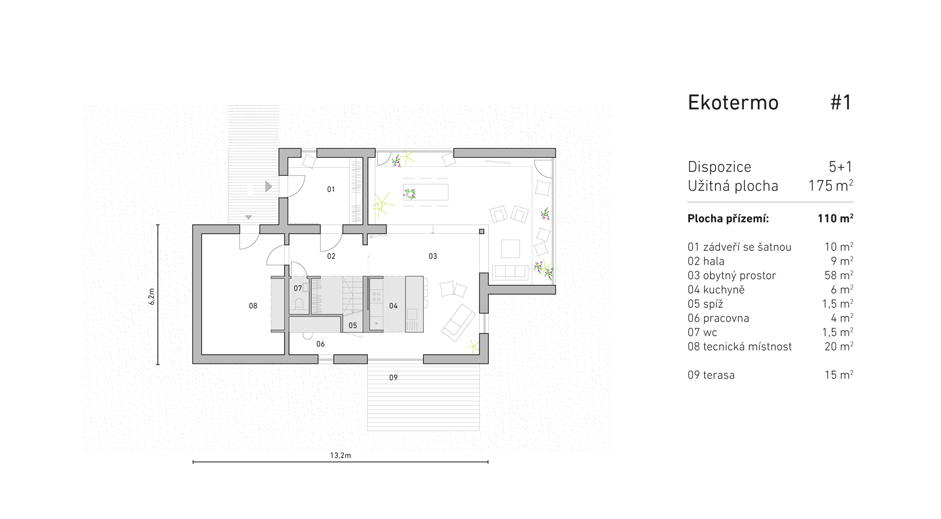 Ekotermo #1
Dispozice 5+1
Užitná plocha 175 m²
Plocha přízemí: 110 m²
01 zádveří se šatnou 10 m²
02 hala 9 m²
03 obytný prostor 58 m²
04 kuchyně 6 m²
05 spíž 1,5 m²
06 pracovna 4 m²
07 wc 1,5 m²
08 tecnická místnost 20 m²
09 terasa 15 m²
01
02
03
07
08
04
05
06
09
6,2m
13,2m